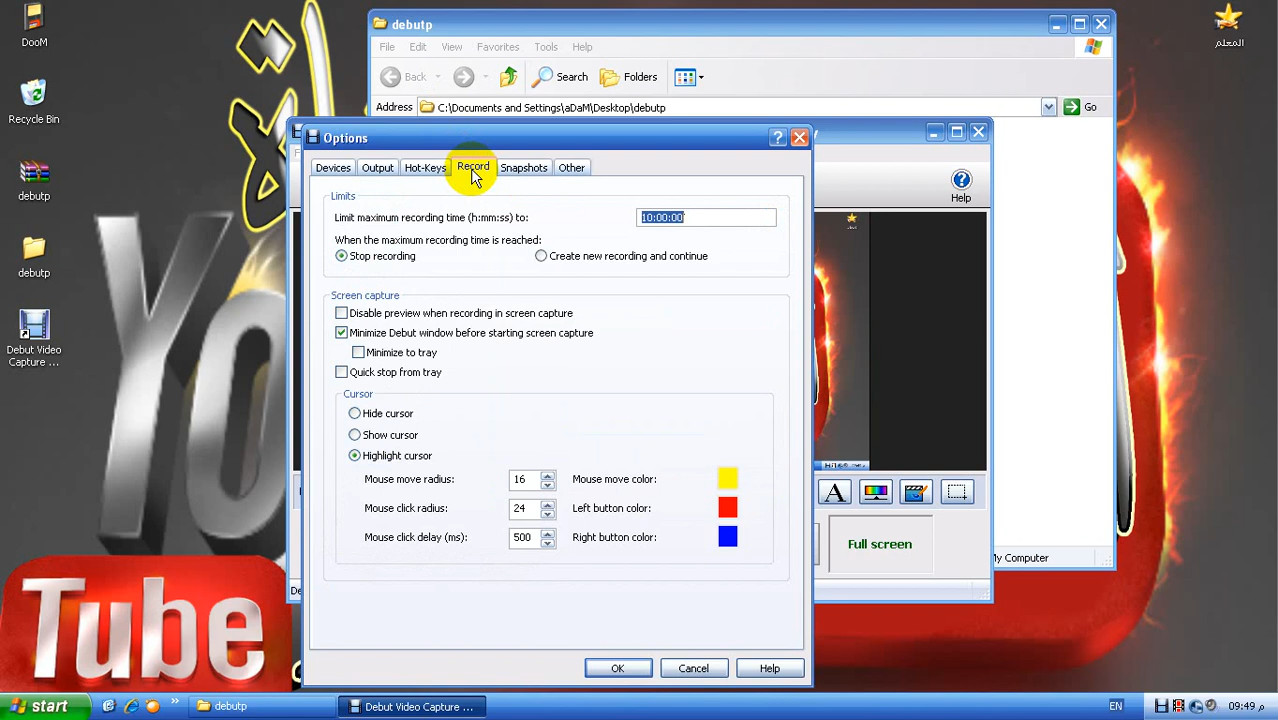 DooM
Recycle Bin
debutp
debutp
Debut Video
Capture ...
المعلم
debutp
File Edit View Favorites Tools Help
Back Search Folders
Address C:\Documents and Settings\aDaM\Desktop\debutp Go
Options
Help
Devices Output Hot-Keys Record Snapshots Other
Limits
Limit maximum recording time (h:mm:ss) to: 10:00:00
When the maximum recording time is reached:
Stop recording Create new recording and continue
Screen capture
Disable preview when recording in screen capture
Minimize Debut window before starting screen capture
Minimize to tray
Quick stop from tray
Cursor
Hide cursor
Show cursor
Highlight cursor
Mouse move radius: 16 Mouse move color:
Mouse click radius: 24 Left button color:
Mouse click delay (ms): 500 Right button color:
Full screen
My Computer
OK Cancel Help
Yo
Tube
start debutp Debut Video Capture ... EN 09:49 م